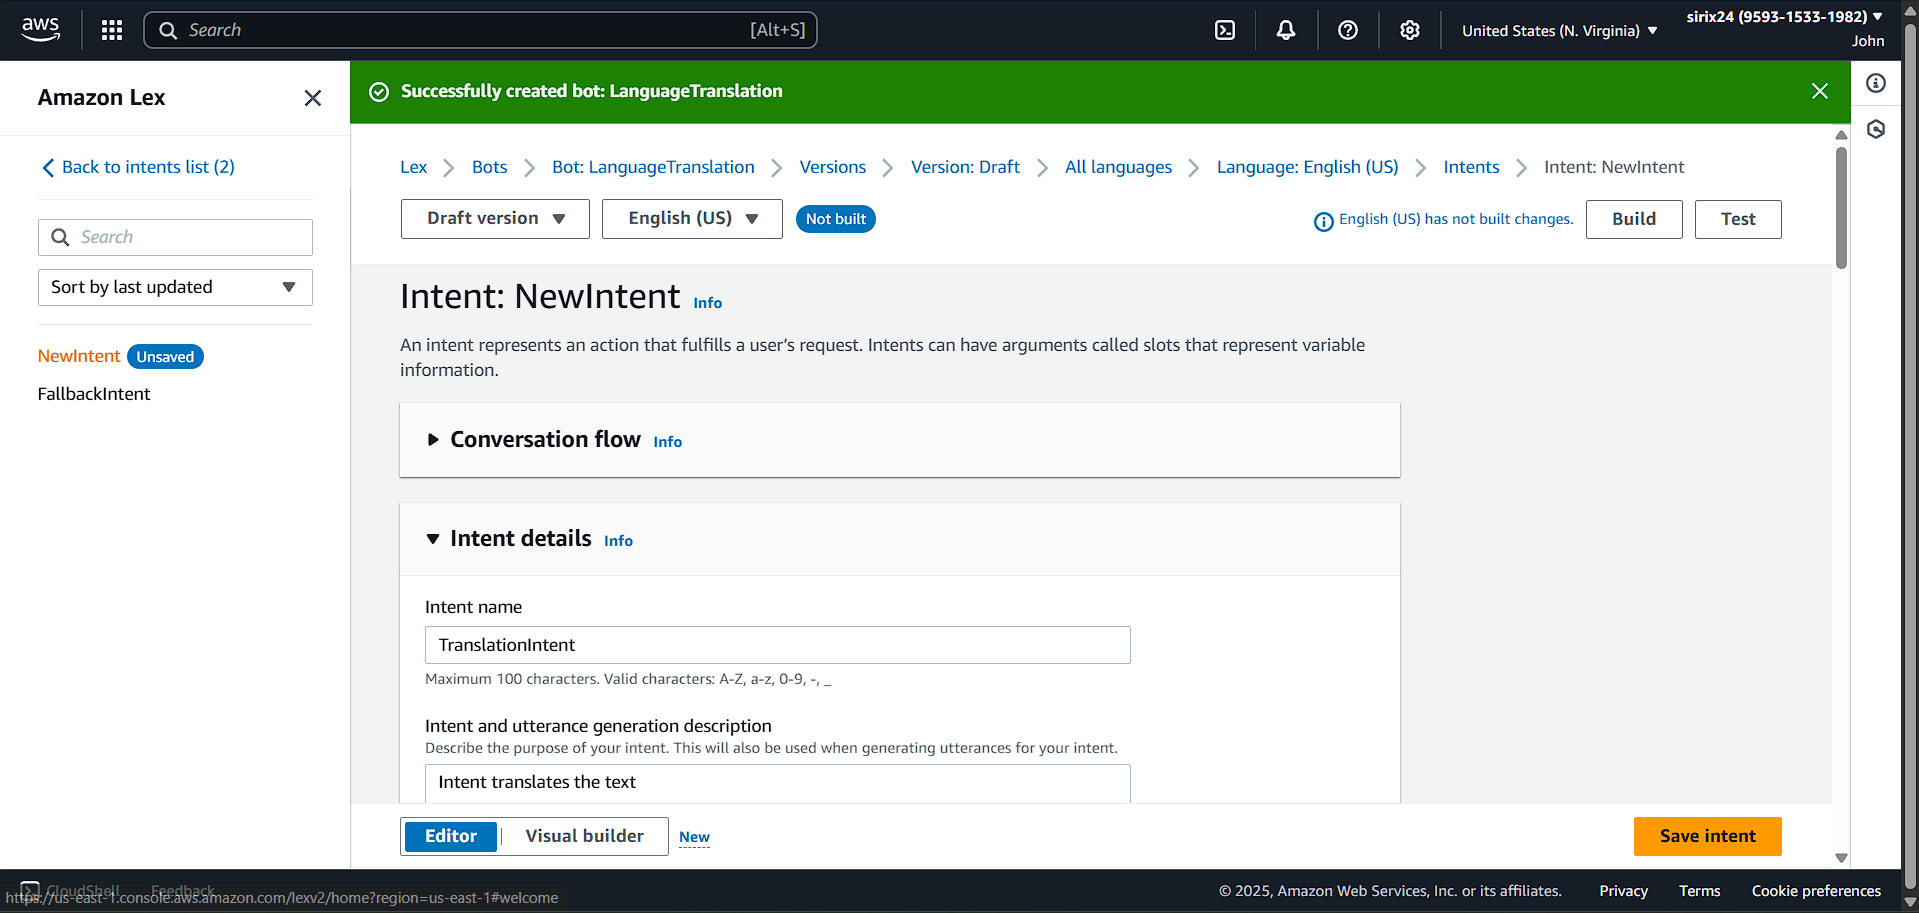 aws
Search
[Alt+S]
United States (N. Virginia)
sirix24 (9593-1533-1982)
John
Amazon Lex
Successfully created bot: LanguageTranslation
Back to intents list (2)
Search
Sort by last updated
NewIntent Unsaved
FallbackIntent
Lex Bots Bot: LanguageTranslation Versions Version: Draft All languages Language: English (US) Intents Intent: NewIntent
Draft version English (US) Not built English (US) has not built changes. Build Test
Intent: NewIntent Info
An intent represents an action that fulfills a user’s request. Intents can have arguments called slots that represent variable
information.
Conversation flow Info
Intent details Info
Intent name
TranslationIntent
Maximum 100 characters. Valid characters: A-Z, a-z, 0-9, -, _
Intent and utterance generation description
Describe the purpose of your intent. This will also be used when generating utterances for your intent.
Intent translates the text
Editor Visual builder New
Save intent
CloudShell Feedback
https://us-east-1.console.aws.amazon.com/lexv2/home?region=us-east-1#welcome
© 2025, Amazon Web Services, Inc. or its affiliates. Privacy Terms Cookie preferences